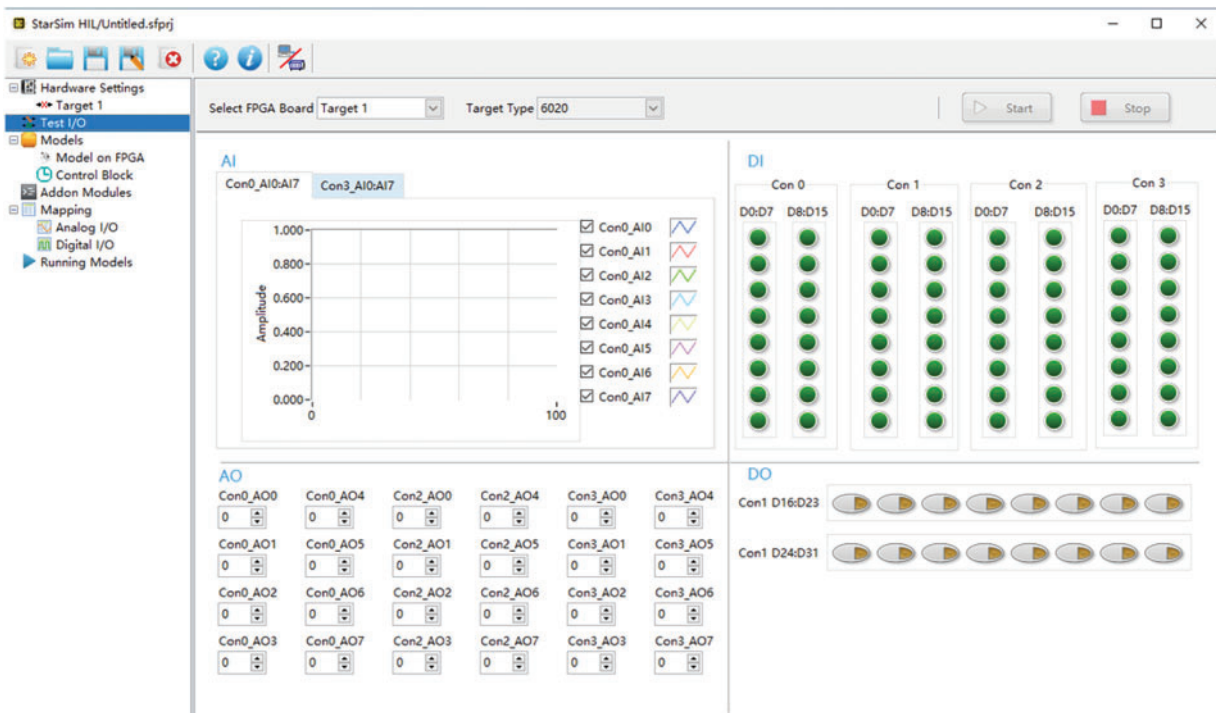 StarSim HIL/Untitled.sfprj
Hardware Settings
Target 1
Test I/O
Models
Model on FPGA
Control Block
Addon Modules
Mapping
Analog I/O
Digital I/O
Running Models
Select FPGA Board Target 1 Target Type 6020 Start Stop
AI
Con0_AI0:AI7 Con3_AI0:AI7
Amplitude
1.000
0.800
0.600
0.400
0.200
0.000
0 100
Con0_AI0
Con0_AI1
Con0_AI2
Con0_AI3
Con0_AI4
Con0_AI5
Con0_AI6
Con0_AI7
DI
Con 0 Con 1 Con 2 Con 3
D0:D7 D8:D15 D0:D7 D8:D15 D0:D7 D8:D15 D0:D7 D8:D15
AO
Con0_AO0 Con0_AO4 Con2_AO0 Con2_AO4 Con3_AO0 Con3_AO4
0 0 0 0 0 0
Con0_AO1 Con0_AO5 Con2_AO1 Con2_AO5 Con3_AO1 Con3_AO5
0 0 0 0 0 0
Con0_AO2 Con0_AO6 Con2_AO2 Con2_AO6 Con3_AO2 Con3_AO6
0 0 0 0 0 0
Con0_AO3 Con0_AO7 Con2_AO3 Con2_AO7 Con3_AO3 Con3_AO7
0 0 0 0 0 0
DO
Con1 D16:D23
Con1 D24:D31